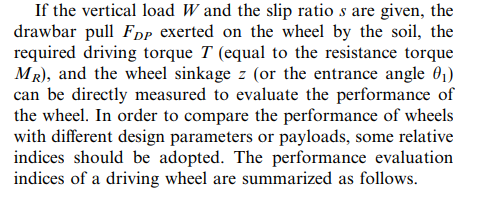 If the vertical load W and the slip ratio s are given, the
drawbar pull F_DP exerted on the wheel by the soil, the
required driving torque T (equal to the resistance torque
M_R), and the wheel sinkage z (or the entrance angle θ₁)
can be directly measured to evaluate the performance of
the wheel. In order to compare the performance of wheels
with different design parameters or payloads, some relative
indices should be adopted. The performance evaluation
indices of a driving wheel are summarized as follows.